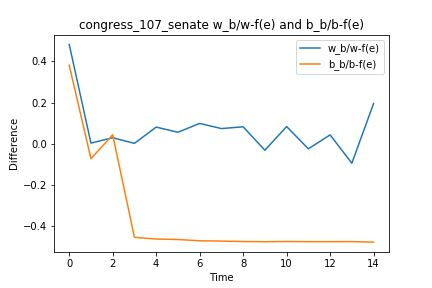 congress_107_senate w_b/w-f(e) and b_b/b-f(e)
w_b/w-f(e)
b_b/b-f(e)
Difference
0.4
0.2
0.0
−0.2
−0.4
0 2 4 6 8 10 12 14
Time